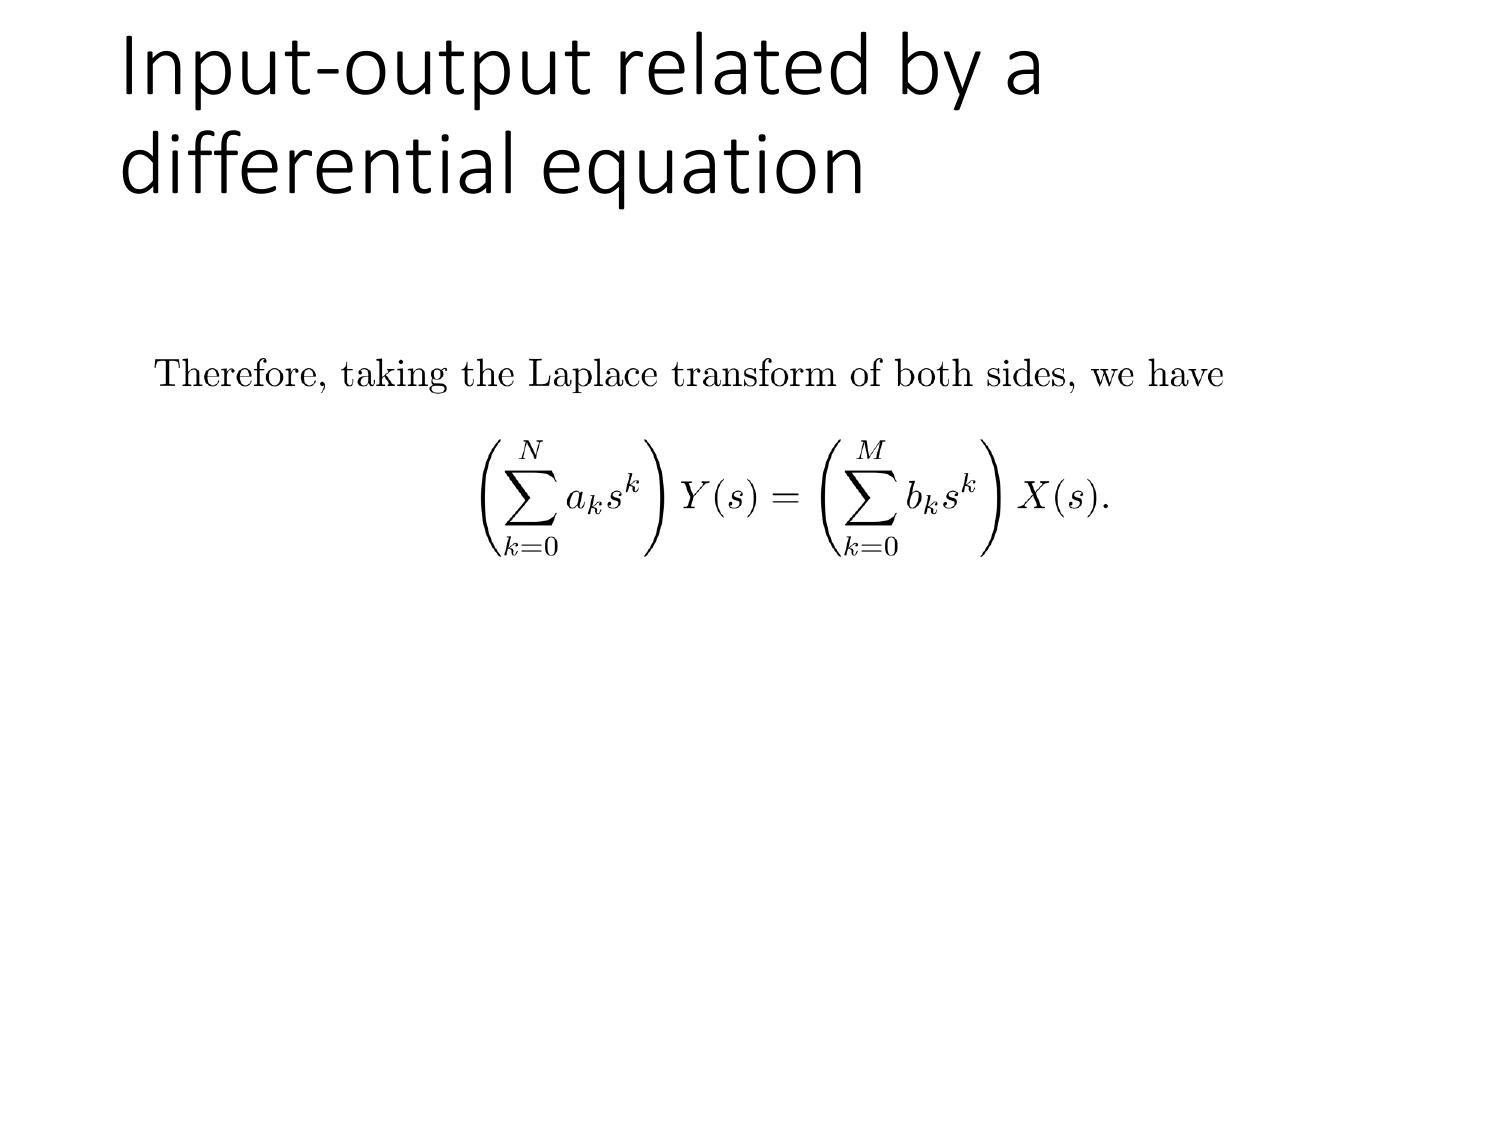 Input-output related by a
differential equation
Therefore, taking the Laplace transform of both sides, we have
$$\left(\sum_{k=0}^{N} a_k s^k\right) Y(s) = \left(\sum_{k=0}^{M} b_k s^k\right) X(s).$$